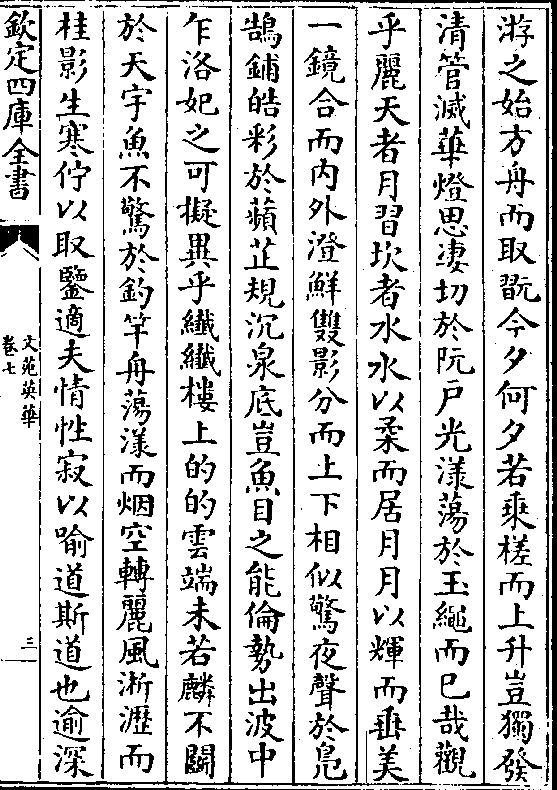 游之始方舟而取翫今夕何夕若乘槎而上升豈獨發
清管滅華燈思淒切於阮戶光漾蕩於玉繩而已哉觀
乎麗天者月習坎者水水以柔而居月月以輝而垂美
一鏡合而内外澄鮮雙影分而上下相似驚夜聲於鳧
鵠鋪皓彩於蘋芷規沉泉底豈魚目之能倫勢出波中
乍洛妃之可擬異乎纎纎樓上的的雲端未若麟不鬭
於天宇魚不驚於釣竿舟蕩漾而烟空轉麗風淅瀝而
桂影生寒佇以取鑒適夫情性寂以喻道斯道也逾深
欽定四庫全書
文苑英華
卷七
三